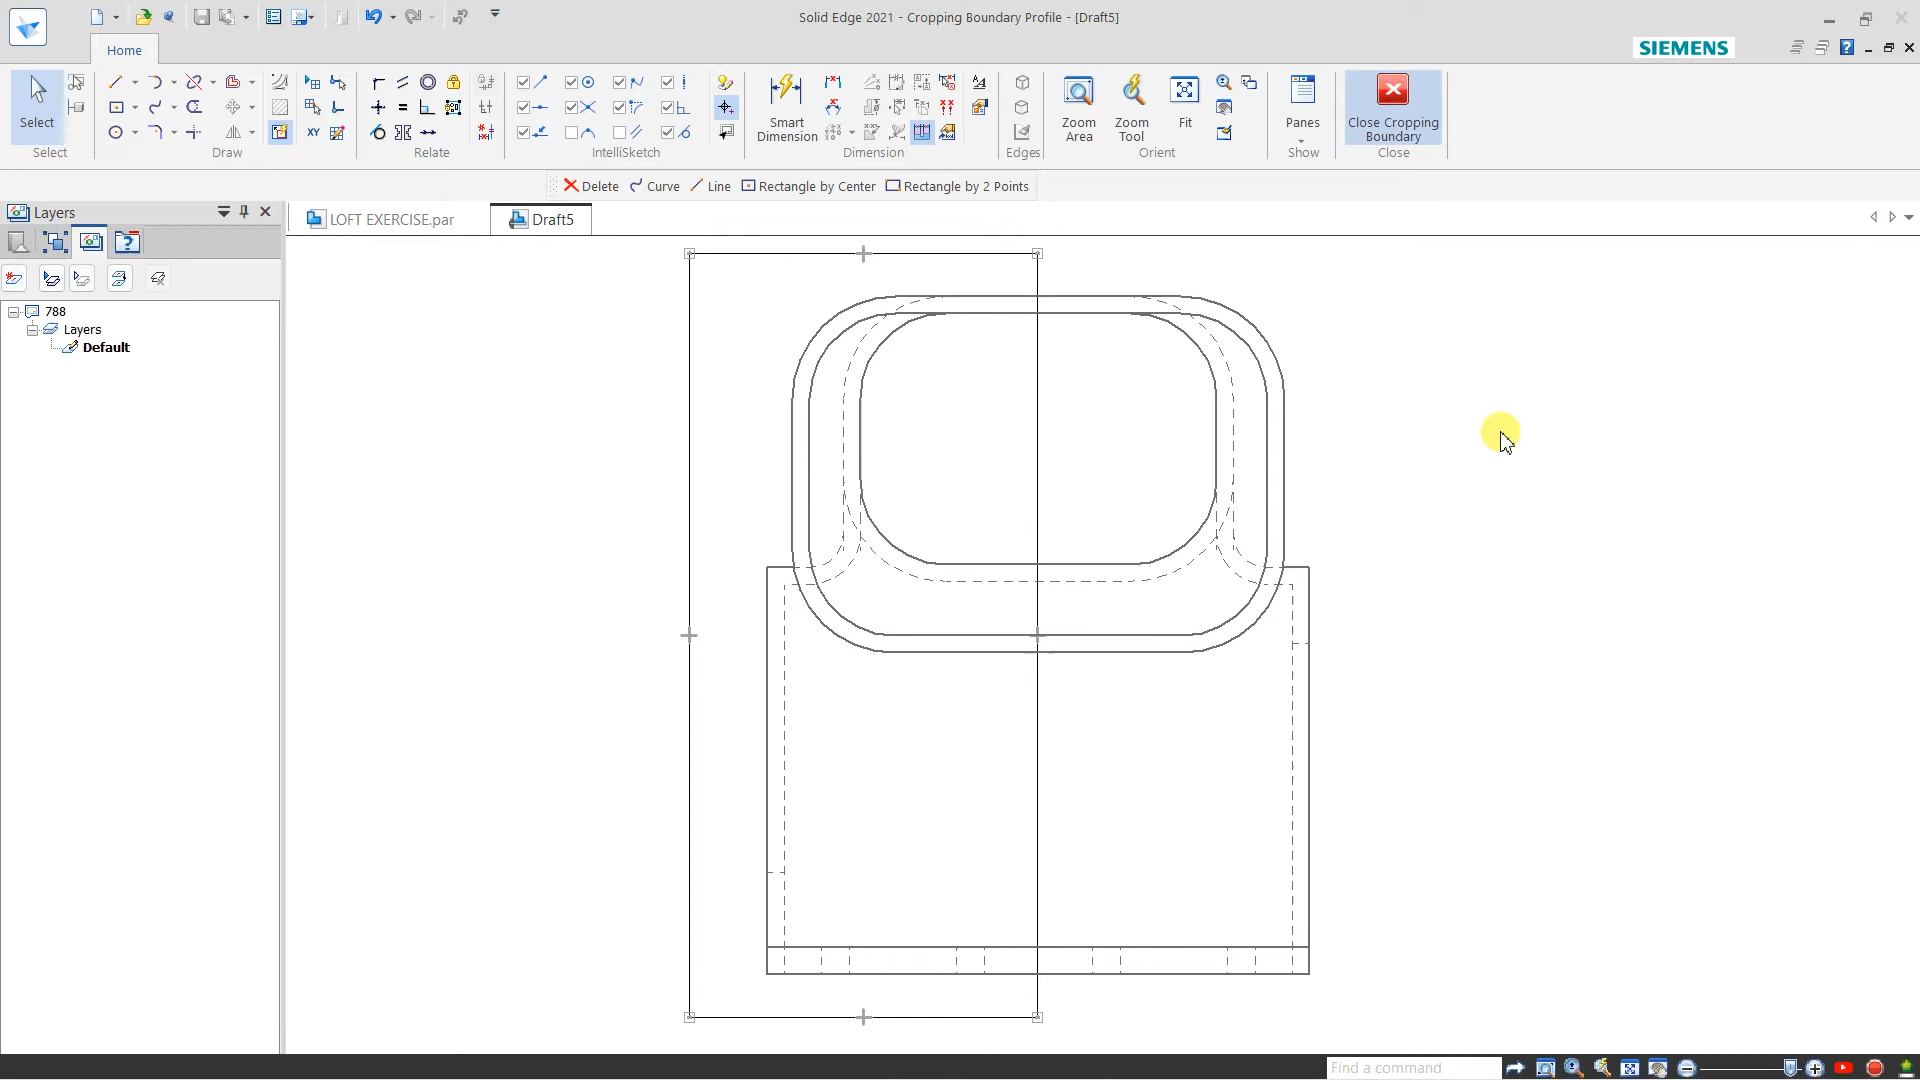 Solid Edge 2021 - Cropping Boundary Profile - [Draft5]
Home
SIEMENS
Select
Smart Dimension
Zoom Area
Zoom Tool
Fit
Panes
Close Cropping Boundary
Select
Draw
Relate
IntelliSketch
Dimension
Edges
Orient
Show
Close
Delete
Curve
Line
Rectangle by Center
Rectangle by 2 Points
Layers
LOFT EXERCISE.par
Draft5
788
Layers
Default
XY
Find a command